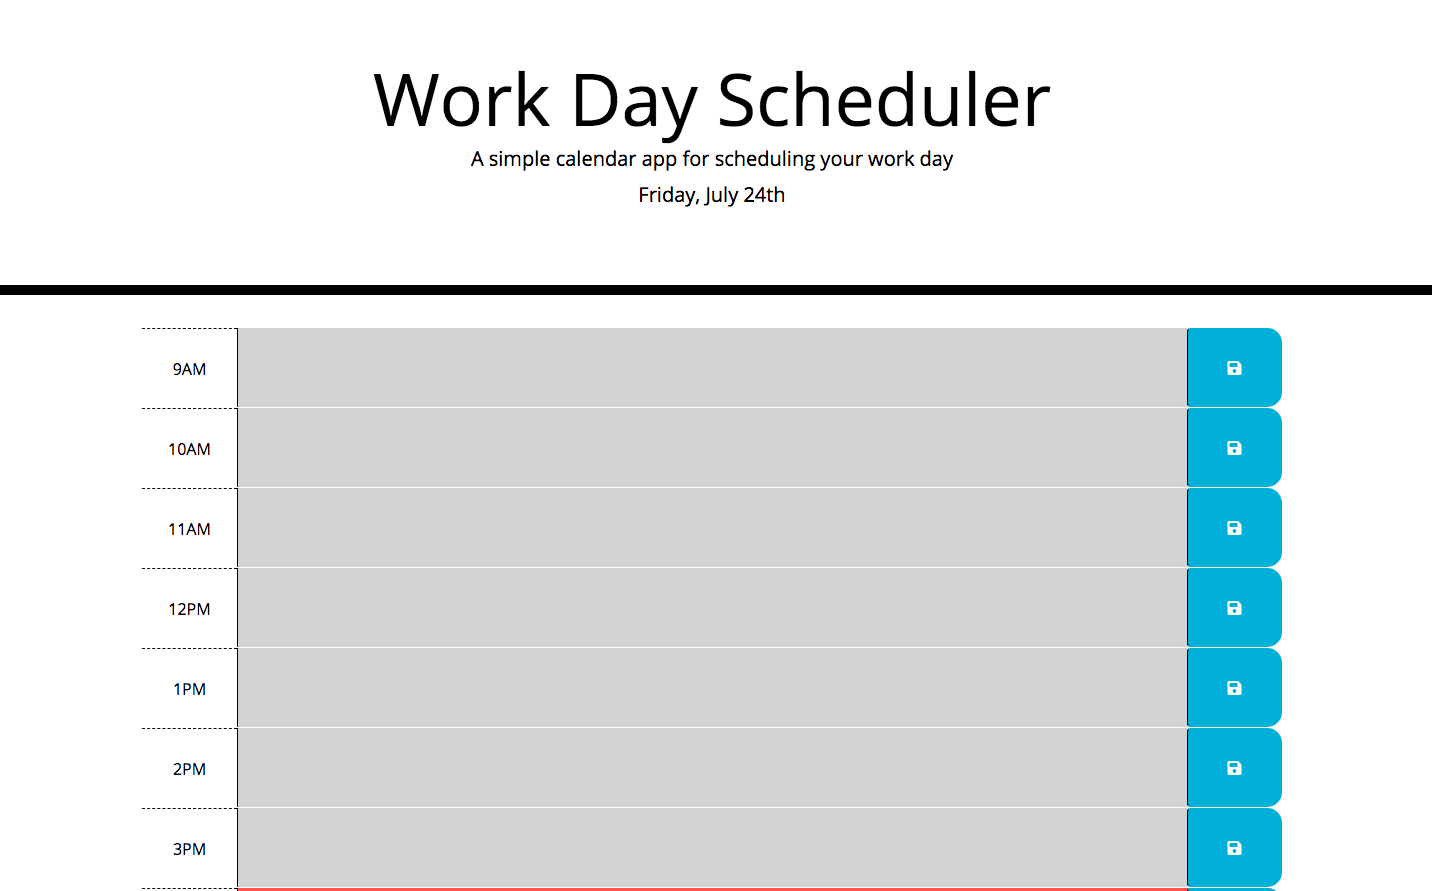 Work Day Scheduler
A simple calendar app for scheduling your work day
Friday, July 24th
9AM
10AM
11AM
12PM
1PM
2PM
3PM